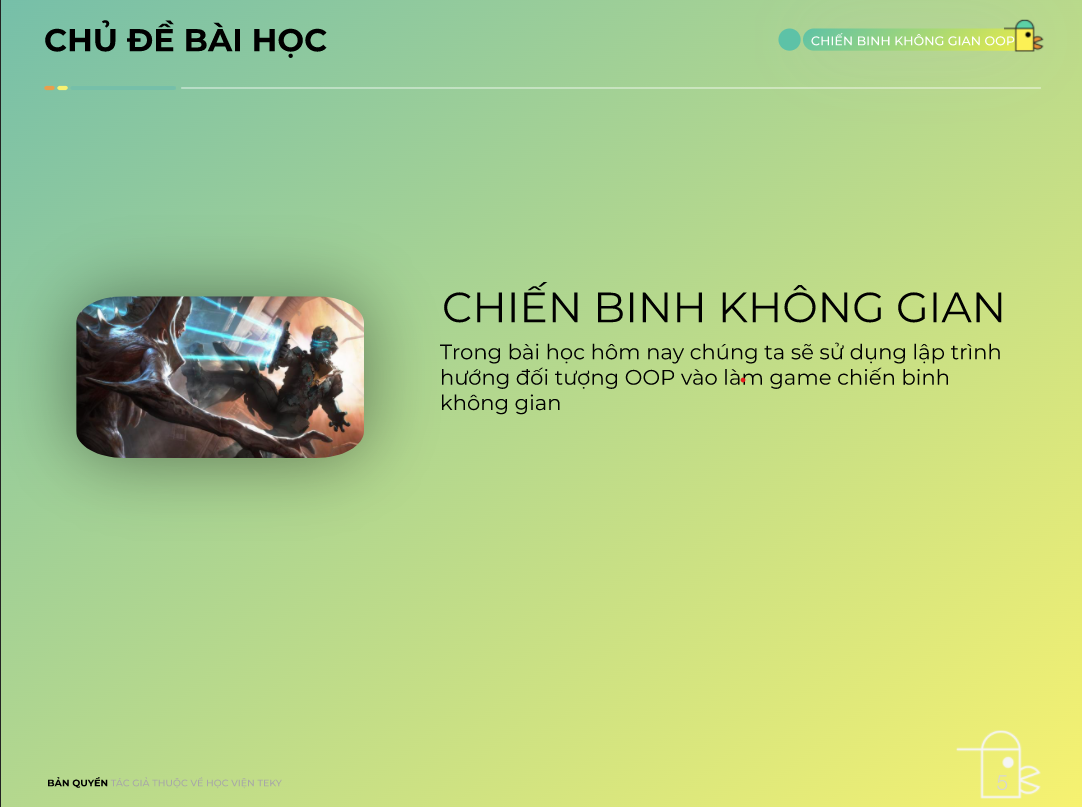 CHỦ ĐỀ BÀI HỌC
CHIẾN BINH KHÔNG GIAN OOP
CHIẾN BINH KHÔNG GIAN
Trong bài học hôm nay chúng ta sẽ sử dụng lập trình
hướng đối tượng OOP vào làm game chiến binh
không gian
BẢN QUYỀN TÁC GIẢ THUỘC VỀ HỌC VIỆN TEKY
5